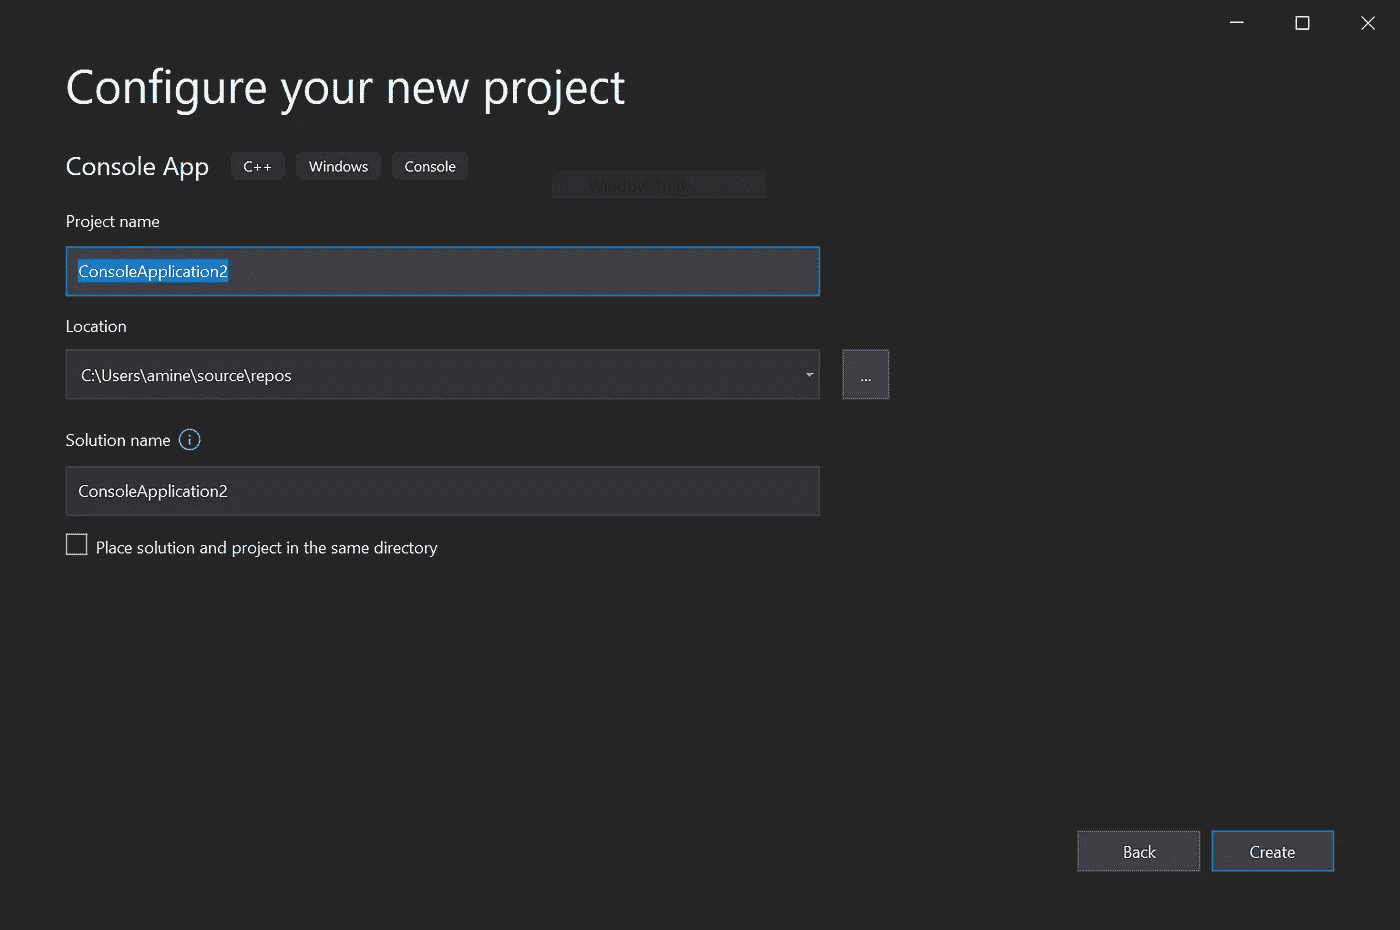 Configure your new project
Console App C++ Windows Console
Project name
ConsoleApplication2
Location
C:\Users\amine\source\repos
...
Solution name
ConsoleApplication2
Place solution and project in the same directory
Back Create